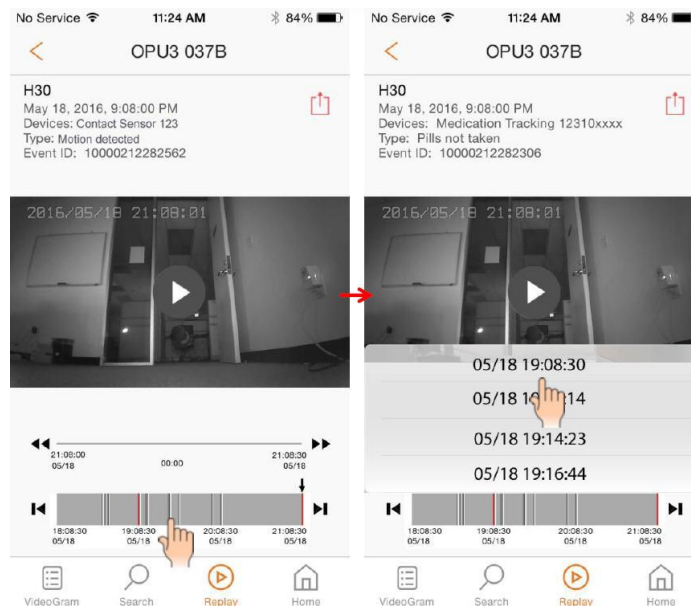 No Service 11:24 AM 84%
OPU3 037B
H30
May 18, 2016, 9:08:00 PM
Devices: Contact Sensor 123
Type: Motion detected
Event ID: 10000212282562
2016/05/18 21:08:01
21:08:00
05/18
00:00
21:08:30
05/18
18:08:30
05/18
19:08:30
05/18
20:08:30
05/18
21:08:30
05/18
VideoGram
Search
Replay
Home
No Service 11:24 AM 84%
OPU3 037B
H30
May 18, 2016, 9:08:00 PM
Devices: Medication Tracking 12310xxxx
Type: Pills not taken
Event ID: 10000212282306
2016/05/18 21:08:01
05/18 19:08:30
05/18
05/18 19:14:23
05/18 19:16:44
18:08:30
05/18
19:08:30
05/18
20:08:30
05/18
21:08:30
05/18
VideoGram
Search
Replay
Home